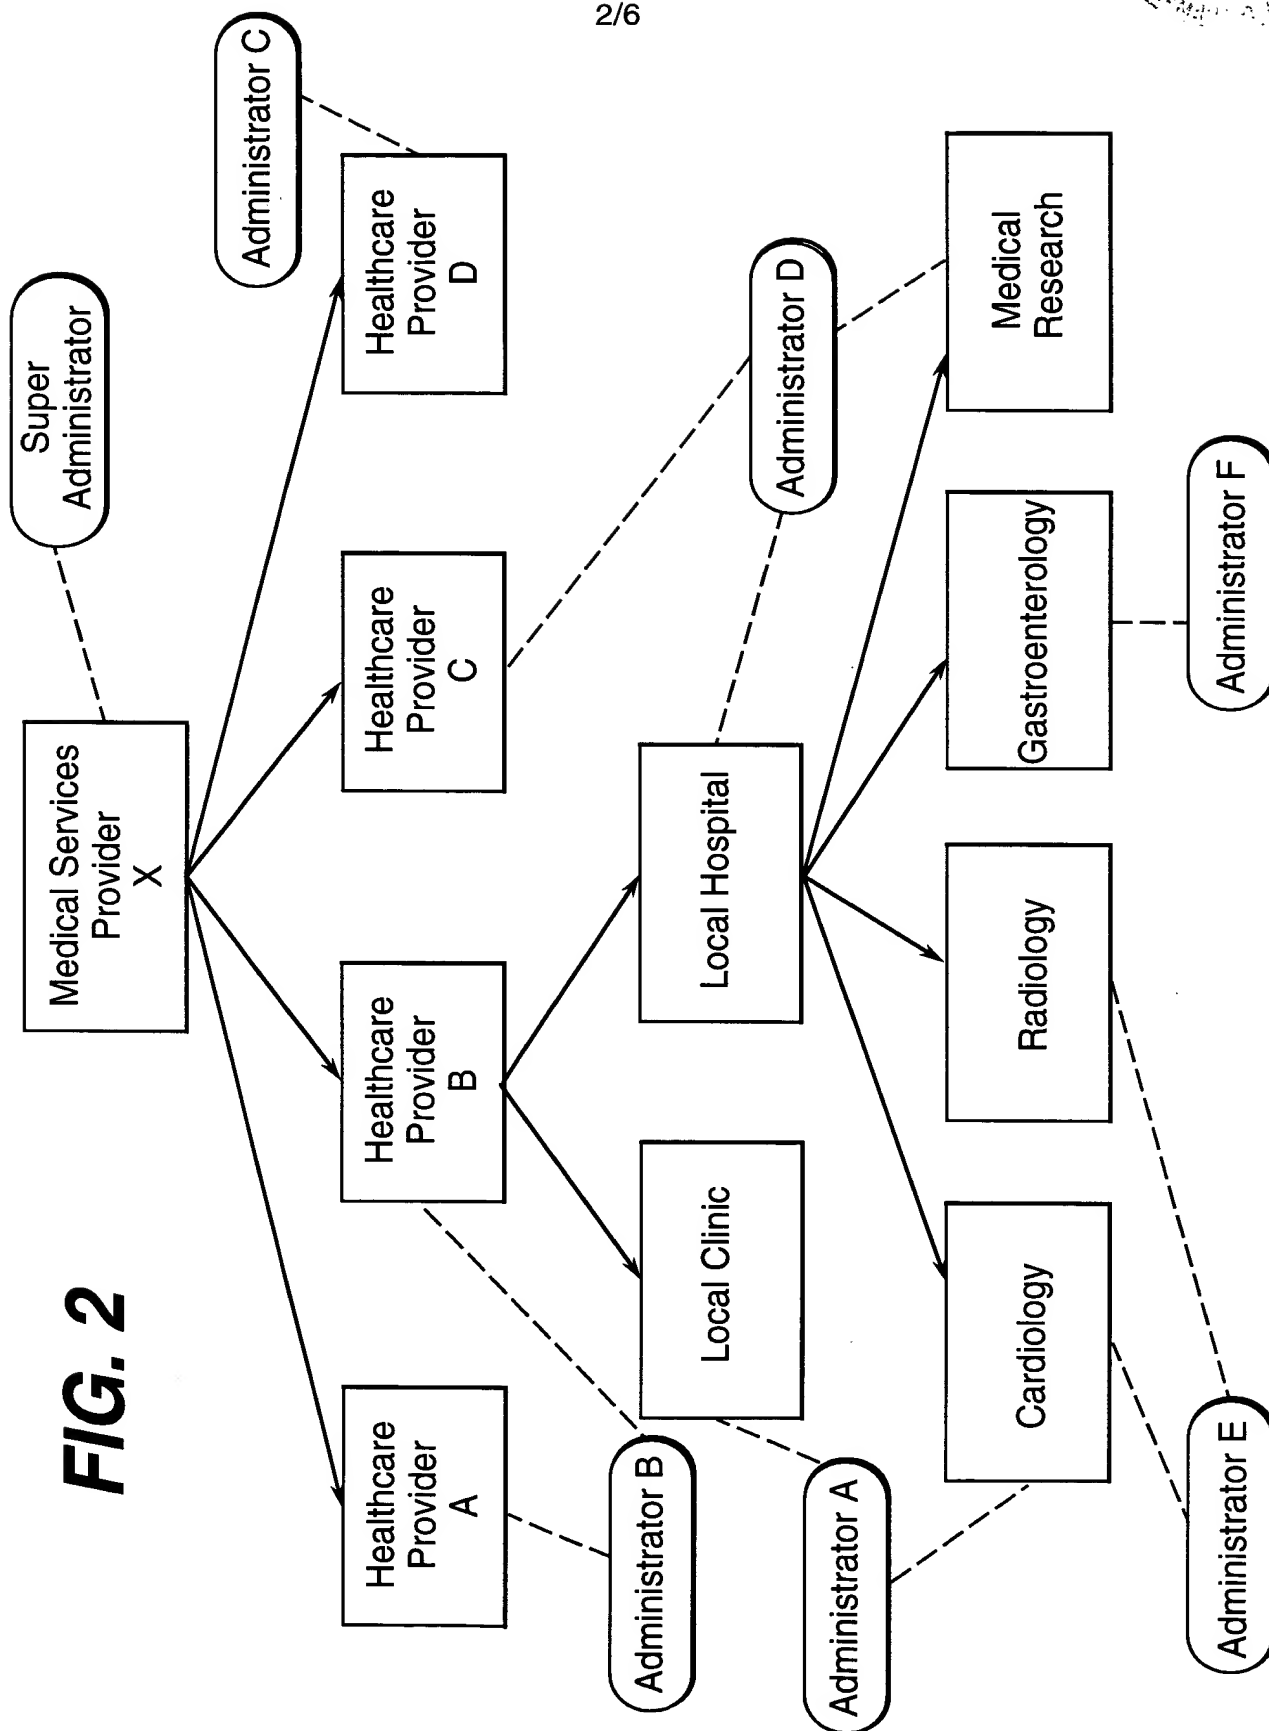 2/6
FIG. 2
Medical Services
Provider
X
Super
Administrator
Healthcare
Provider
A
Healthcare
Provider
B
Healthcare
Provider
C
Healthcare
Provider
D
Administrator C
Administrator B
Local Clinic
Local Hospital
Administrator D
Administrator A
Cardiology
Radiology
Gastroenterology
Medical
Research
Administrator E
Administrator F